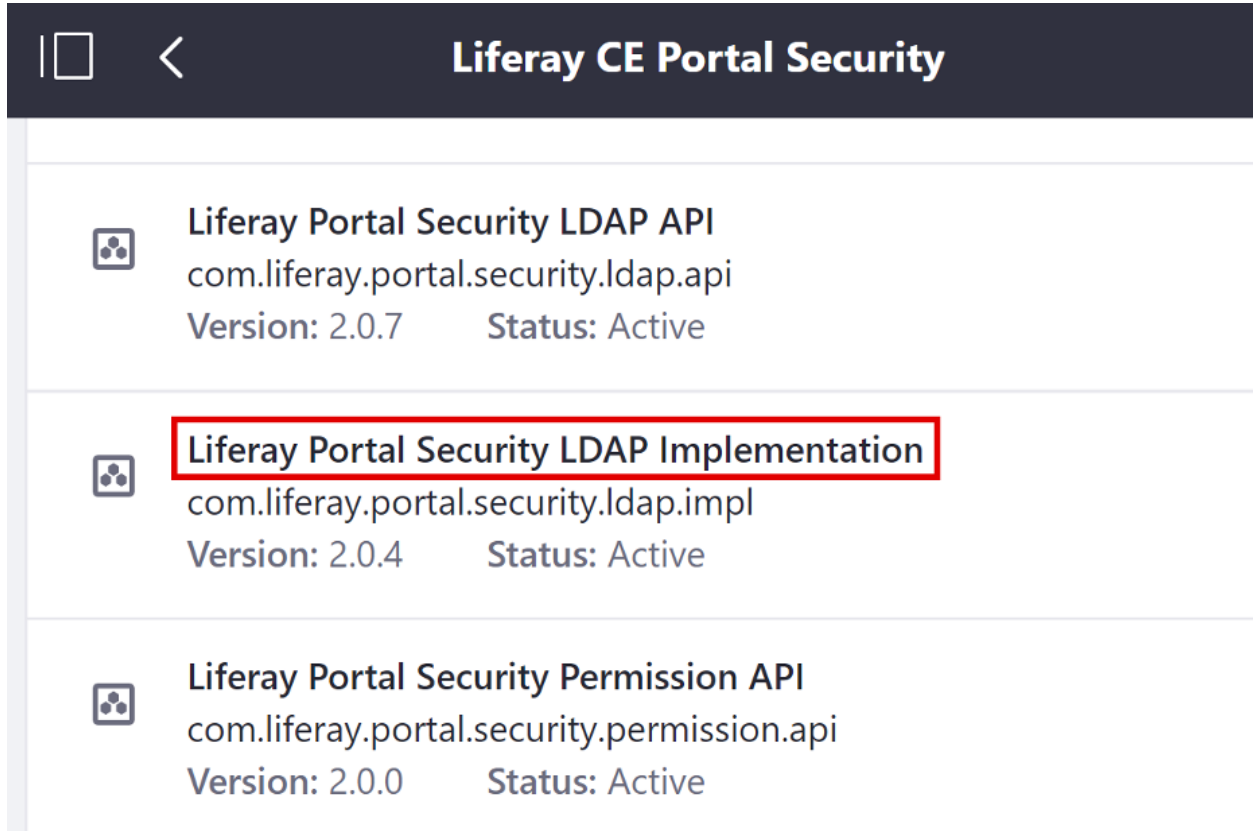 Liferay CE Portal Security
Liferay Portal Security LDAP API
com.liferay.portal.security.ldap.api
Version: 2.0.7 Status: Active
Liferay Portal Security LDAP Implementation
com.liferay.portal.security.ldap.impl
Version: 2.0.4 Status: Active
Liferay Portal Security Permission API
com.liferay.portal.security.permission.api
Version: 2.0.0 Status: Active